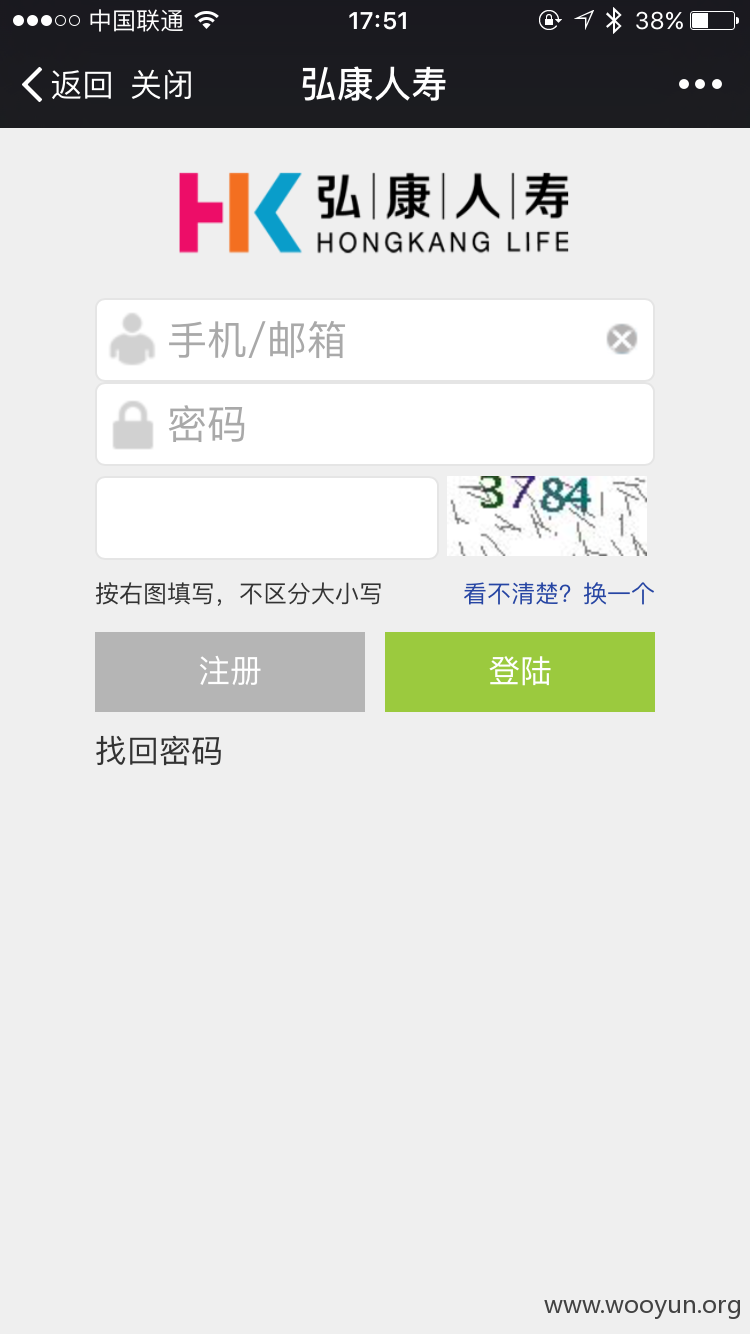 中国联通 17:51 38%
返回 关闭 弘康人寿
HK 弘康人寿
HONGKANG LIFE
手机/邮箱
密码
3784
按右图填写，不区分大小写 看不清楚？换一个
注册 登陆
找回密码
www.wooyun.org